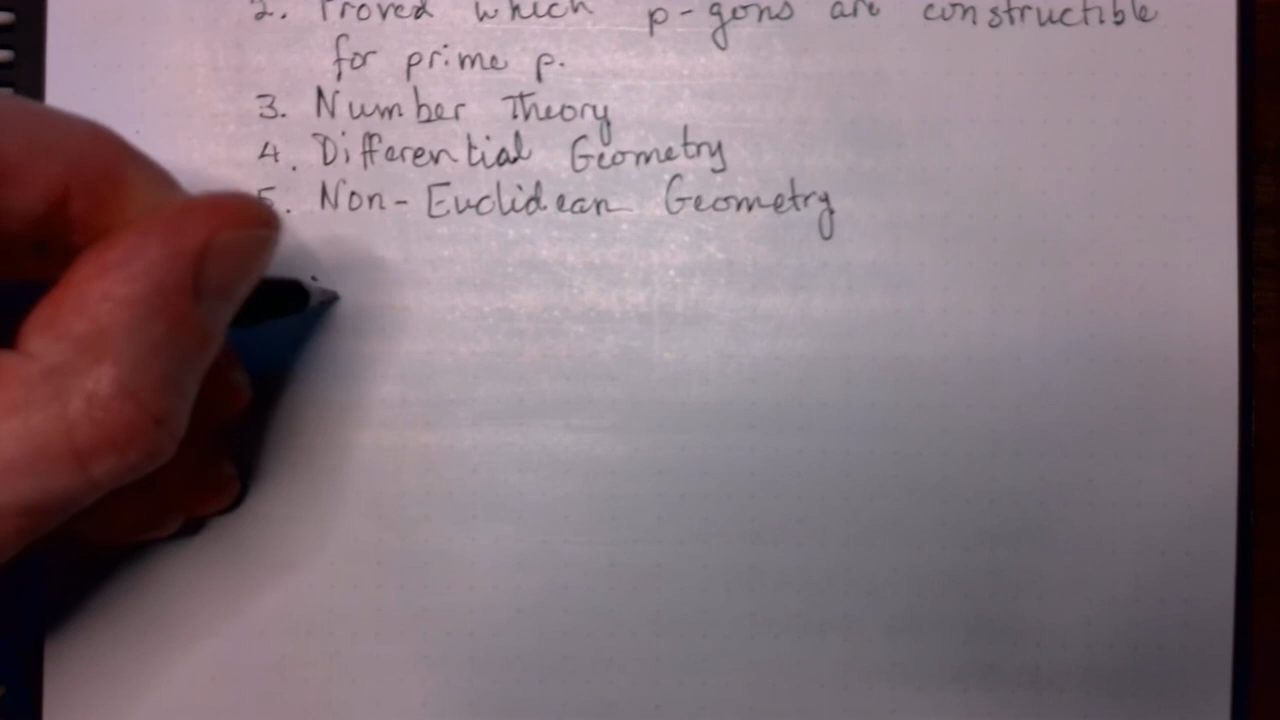 2. Proved which p-gons are constructible
for prime p.
3. Number Theory
4. Differential Geometry
5. Non-Euclidean Geometry